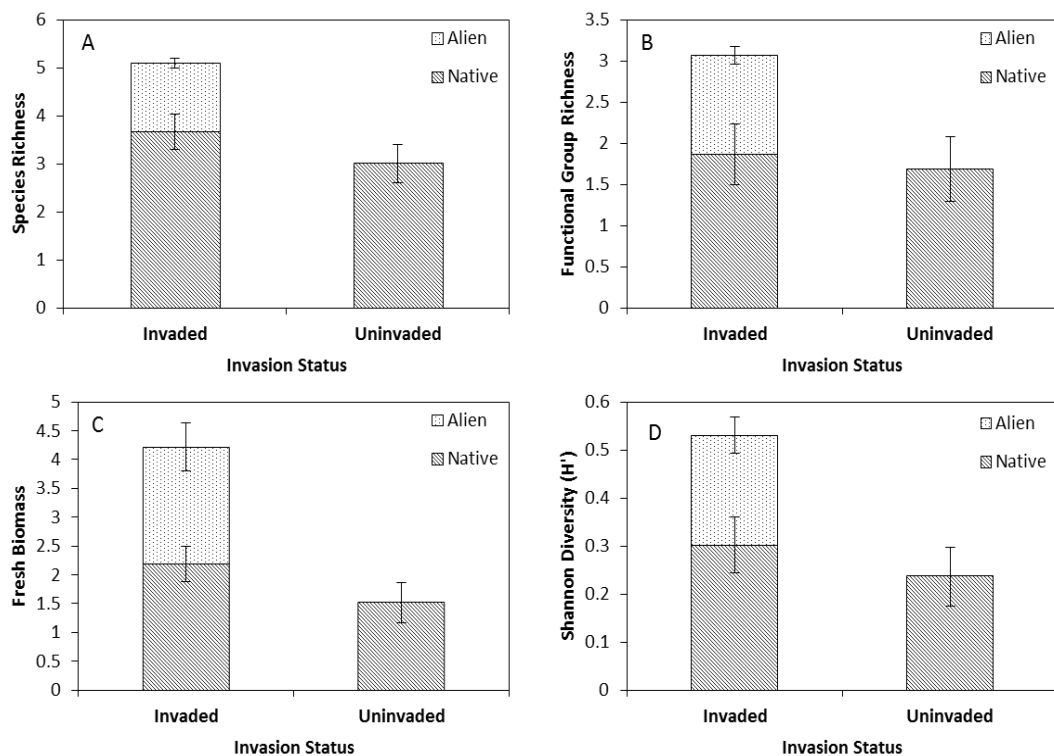 A
Alien
Native
6
5
4
3
2
1
0
Species Richness
Invaded
Uninvaded
Invasion Status
B
Alien
Native
3.5
3
2.5
2
1.5
1
0.5
0
Functional Group Richness
Invaded
Uninvaded
Invasion Status
C
Alien
Native
5
4.5
4
3.5
3
2.5
2
1.5
1
0.5
0
Fresh Biomass
Invaded
Uninvaded
Invasion Status
D
Alien
Native
0.6
0.5
0.4
0.3
0.2
0.1
0
Shannon Diversity (H')
Invaded
Uninvaded
Invasion Status